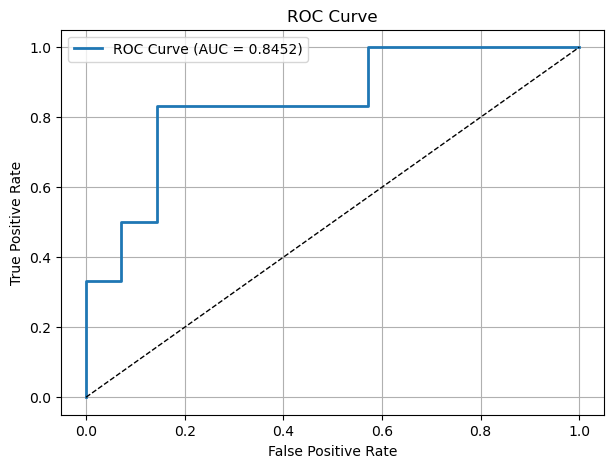 ROC Curve
ROC Curve (AUC = 0.8452)
True Positive Rate
1.0
0.8
0.6
0.4
0.2
0.0
0.0 0.2 0.4 0.6 0.8 1.0
False Positive Rate